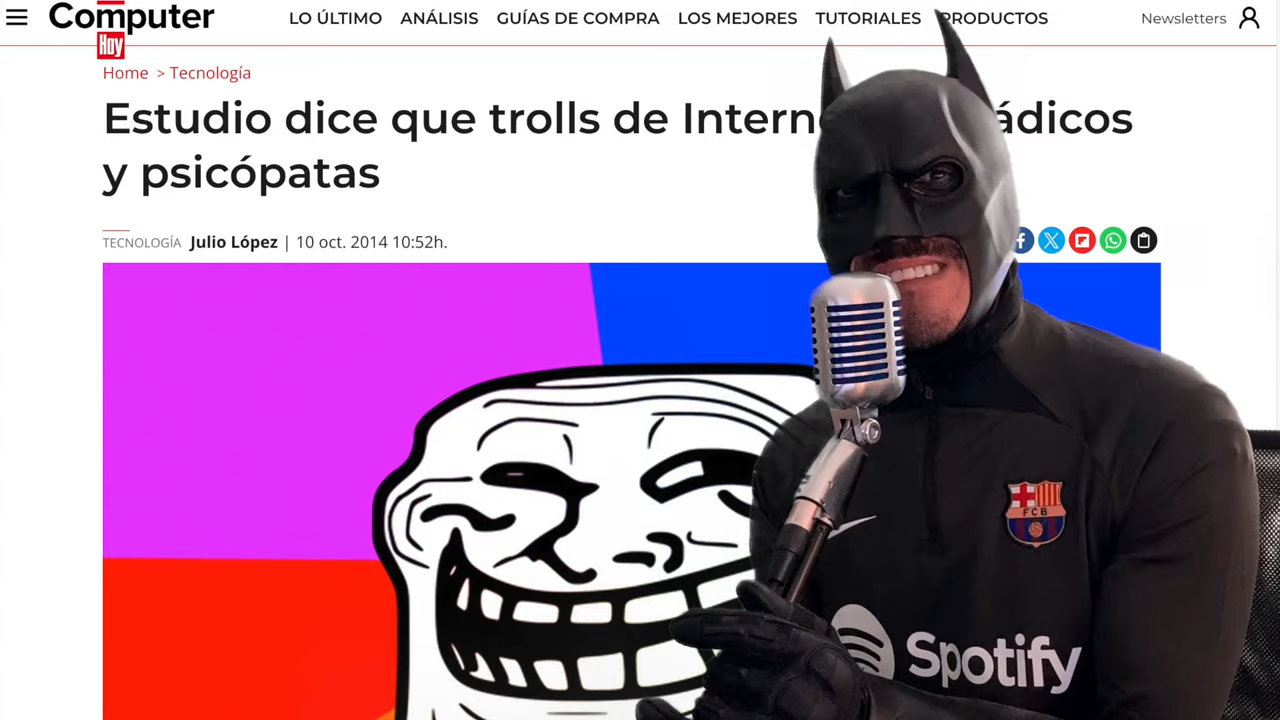 Computer
Hoy
LO ÚLTIMO ANÁLISIS GUÍAS DE COMPRA LOS MEJORES TUTORIALES PRODUCTOS Newsletters
Home > Tecnología
Estudio dice que trolls de
y psicópatas
TECNOLOGÍA Julio López | 10 oct. 2014 10:52h.
FCB
Spotify